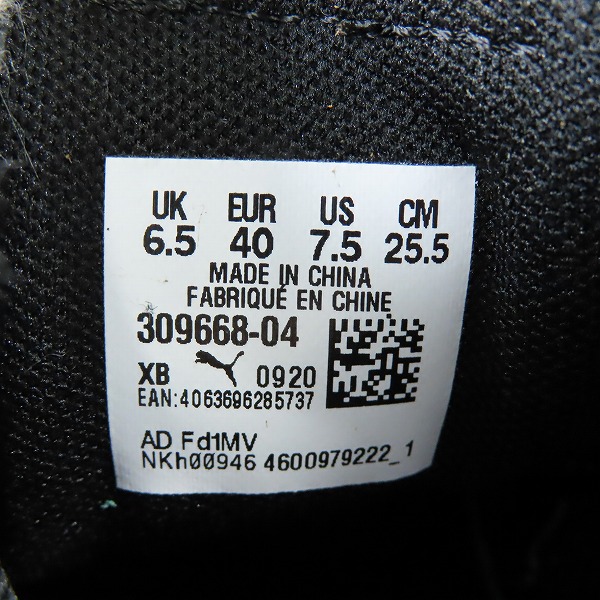 UK EUR US CM
6.5 40 7.5 25.5
MADE IN CHINA
FABRIQUÉ EN CHINE
309668-04
XB 0920
EAN:4063696285737
AD Fd1MV
NKh00946 4600979222_1